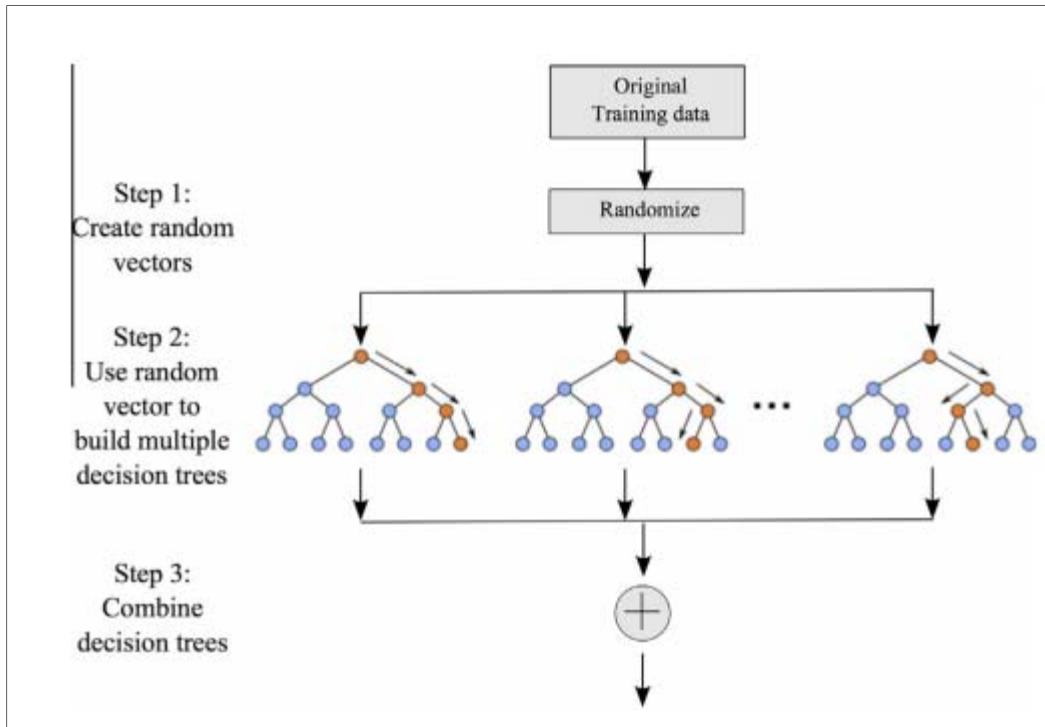 Original
Training data
Step 1:
Create random
vectors
Randomize
Step 2:
Use random
vector to
build multiple
decision trees
Step 3:
Combine
decision trees